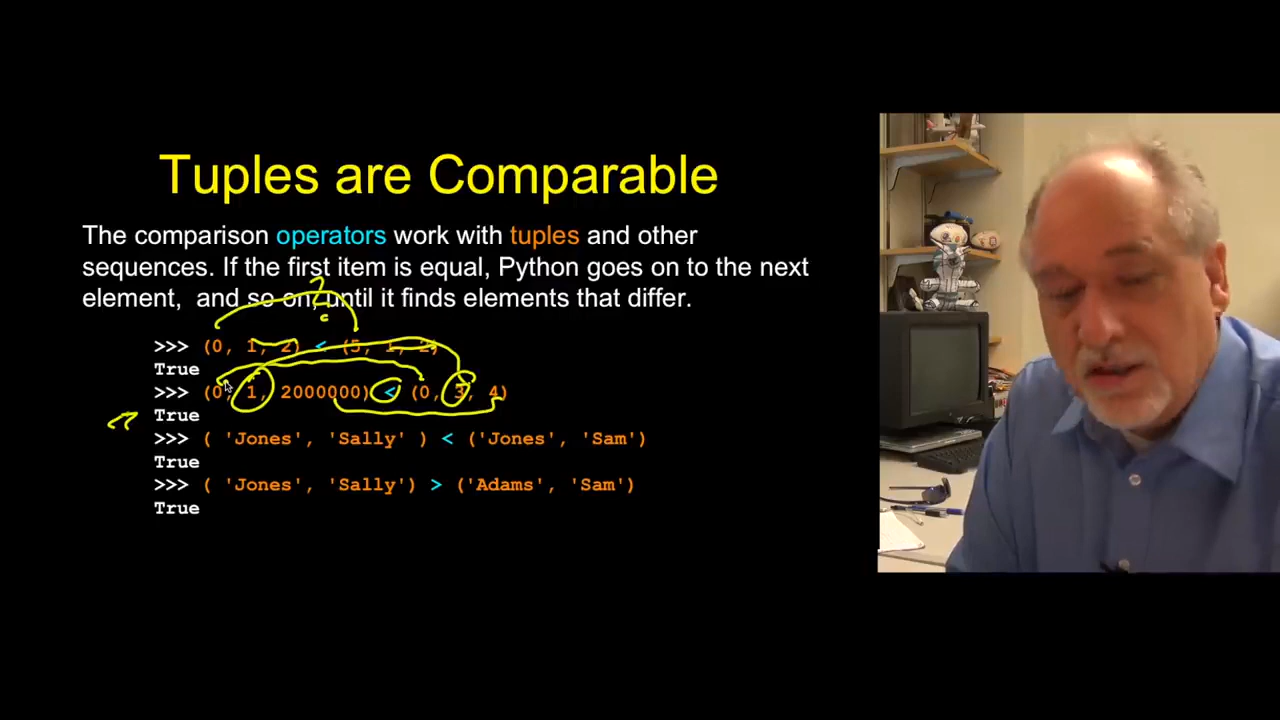 Tuples are Comparable
The comparison operators work with tuples and other
sequences. If the first item is equal, Python goes on to the next
element,  and so on, until it finds elements that differ.
>>> (0, 1, 2) < (5, 1, 2)
True
>>> (0, 1, 2000000) < (0, 3, 4)
True
>>> ( 'Jones', 'Sally' ) < ('Jones', 'Sam')
True
>>> ( 'Jones', 'Sally') > ('Adams', 'Sam')
True